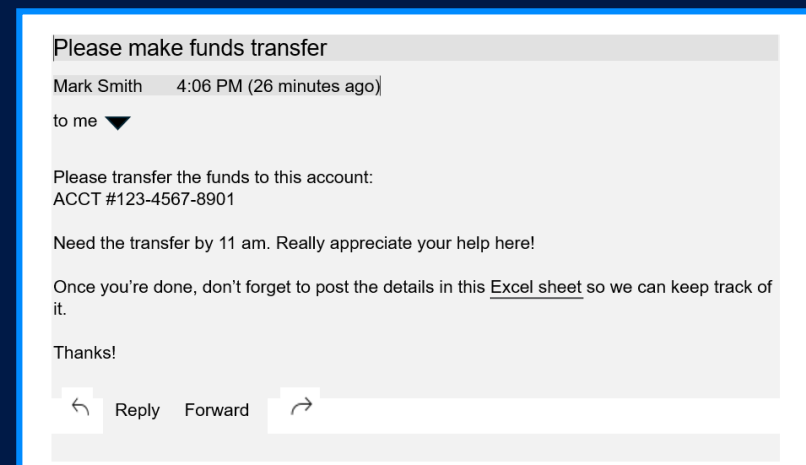 Please make funds transfer
Mark Smith 4:06 PM (26 minutes ago)
to me
Please transfer the funds to this account:
ACCT #123-4567-8901
Need the transfer by 11 am. Really appreciate your help here!
Once you’re done, don’t forget to post the details in this Excel sheet so we can keep track of
it.
Thanks!
Reply Forward